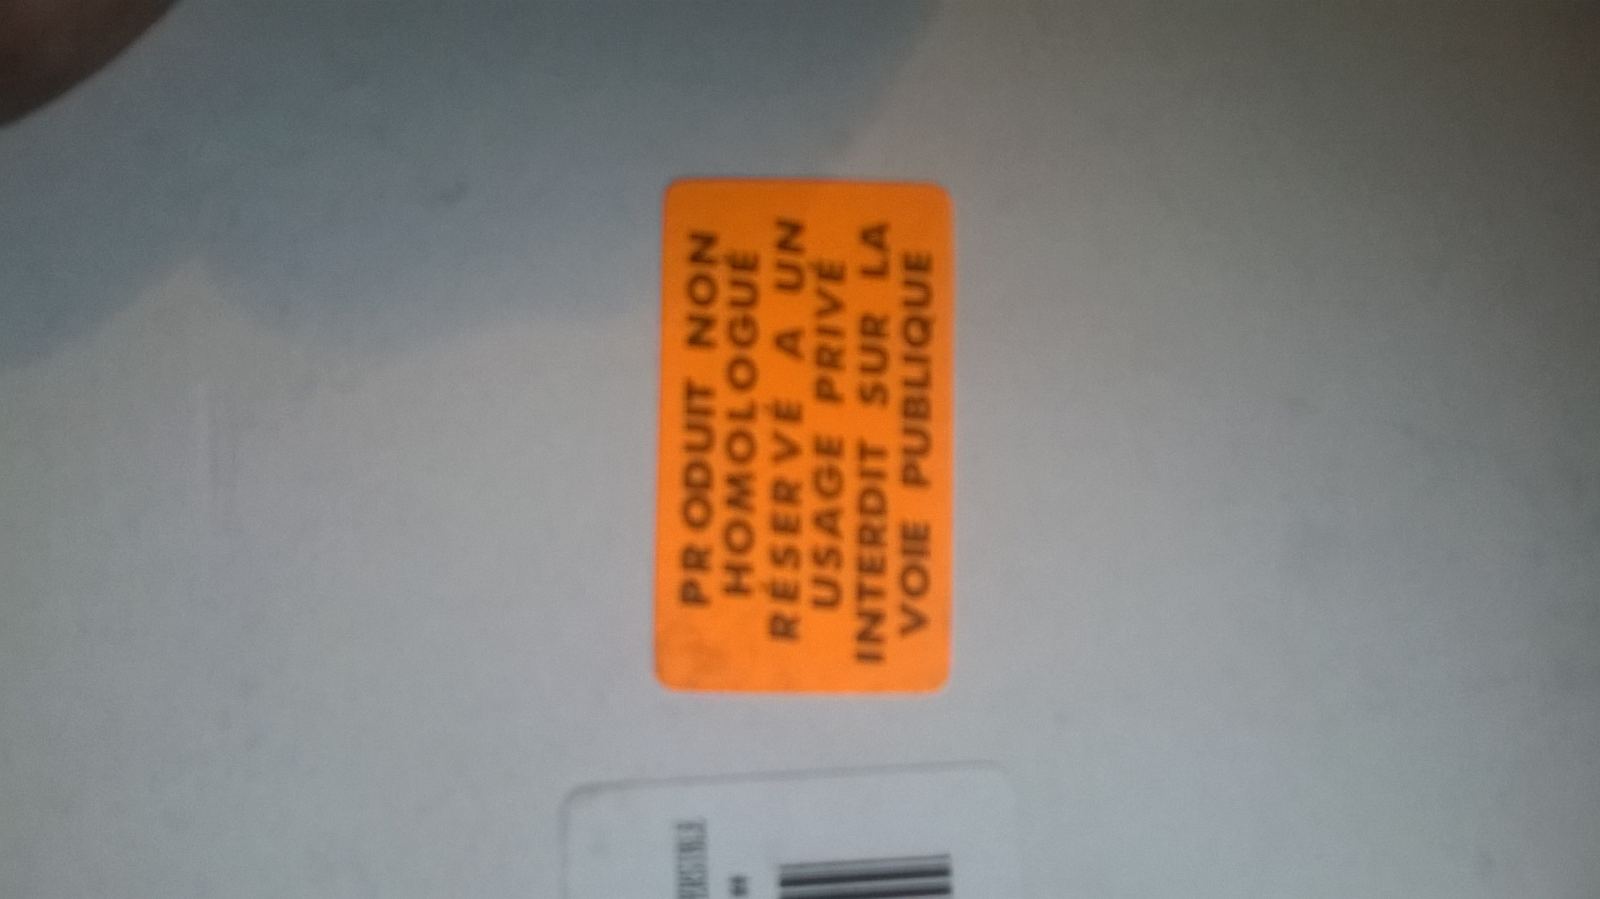 PRODUIT NON
HOMOLOGUÉ
RÉSERVÉ A UN
USAGE PRIVÉ
INTERDIT SUR LA
VOIE PUBLIQUE